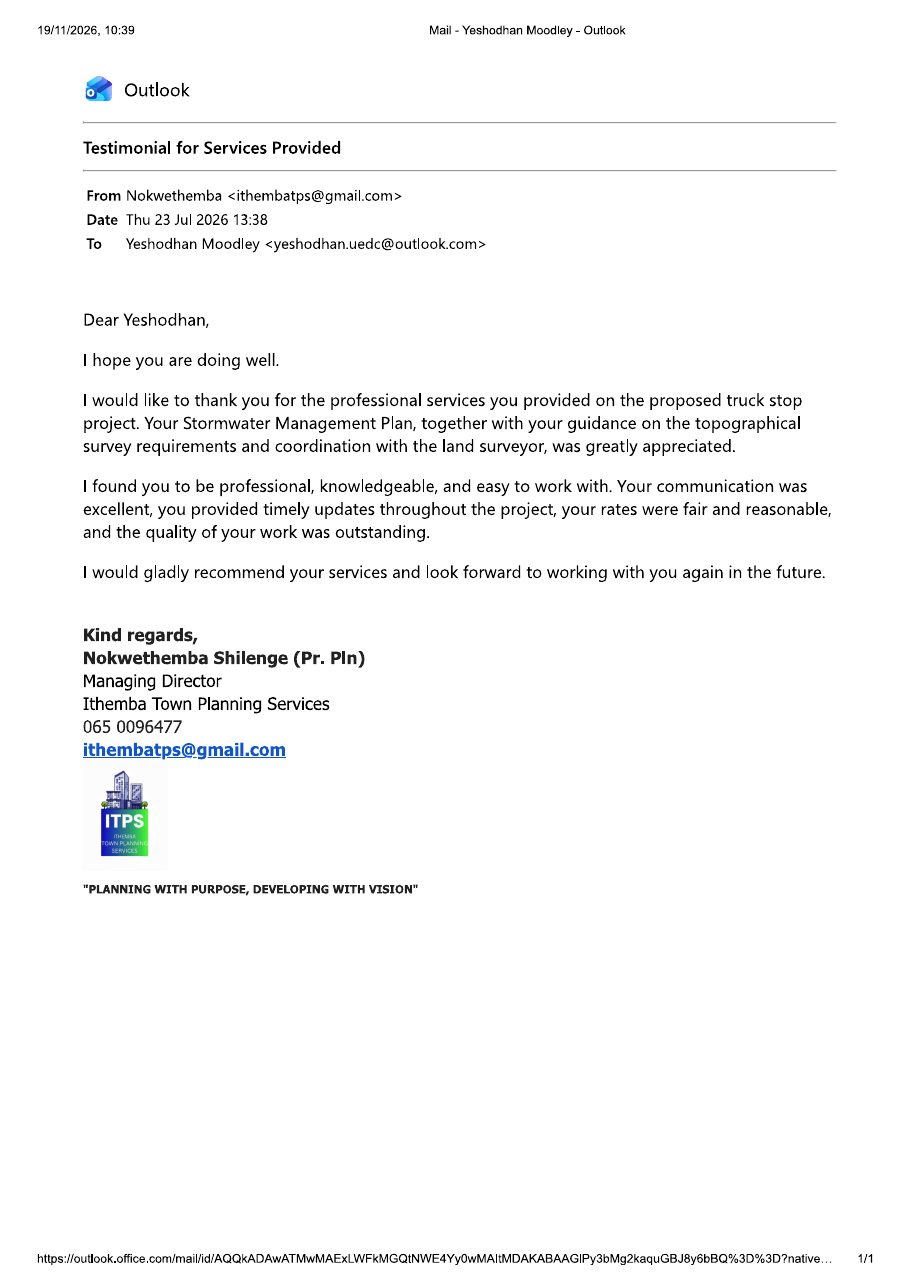 19/11/2026, 10:39
Mail - Yeshodhan Moodley - Outlook
Outlook
Testimonial for Services Provided
From Nokwethemba <ithembatps@gmail.com>
Date Thu 23 Jul 2026 13:38
To Yeshodhan Moodley <yeshodhan.uedc@outlook.com>
Dear Yeshodhan,
I hope you are doing well.
I would like to thank you for the professional services you provided on the proposed truck stop
project. Your Stormwater Management Plan, together with your guidance on the topographical
survey requirements and coordination with the land surveyor, was greatly appreciated.
I found you to be professional, knowledgeable, and easy to work with. Your communication was
excellent, you provided timely updates throughout the project, your rates were fair and reasonable,
and the quality of your work was outstanding.
I would gladly recommend your services and look forward to working with you again in the future.
Kind regards,
Nokwethemba Shilenge (Pr. Pln)
Managing Director
Ithemba Town Planning Services
065 0096477
ithembatps@gmail.com
ITPS
ITHEMBA
TOWN PLANNING
SERVICES
"PLANNING WITH PURPOSE, DEVELOPING WITH VISION"
https://outlook.office.com/mail/id/AQQkADAwATMwMAExLWFkMGQtNWE4Yy0wMAItMDAKABAAGlPy3bMg2kaquGBJ8y6bBQ%3D%3D?native... 1/1